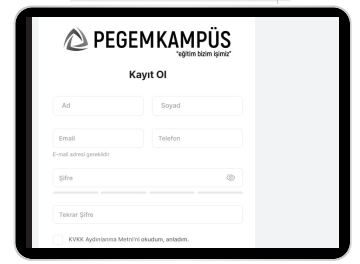 PEGEMKAMPÜS
"eğitim bizim işimiz"
Kayıt Ol
Ad
Soyad
Email
Telefon
E-mail adresi gereklidir
Şifre
Tekrar Şifre
KVKK Aydınlanma Metni'ni okudum, anladım.